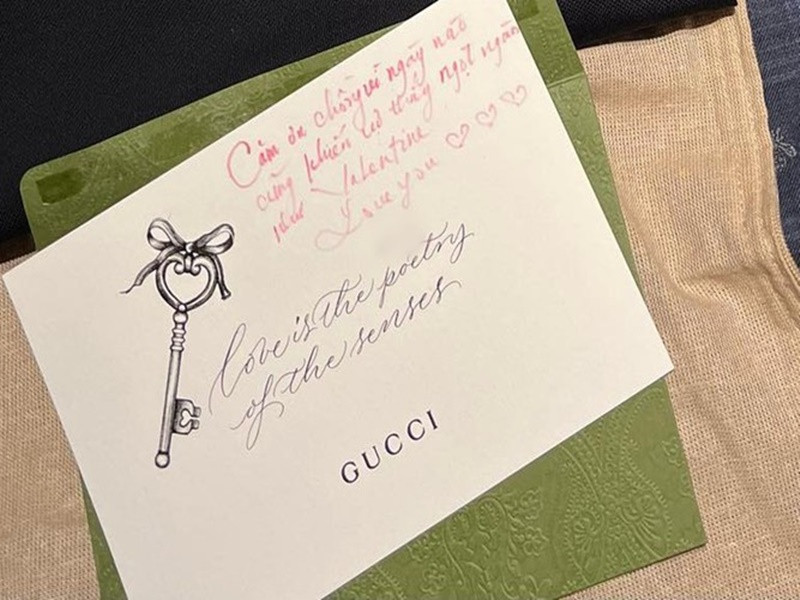 Cảm ơn chồng vì ngày nào
cũng khiến vợ thấy ngọt ngào
như Valentine
Love you ♡ ♡ ♡
love is the poetry
of the senses
GUCCI